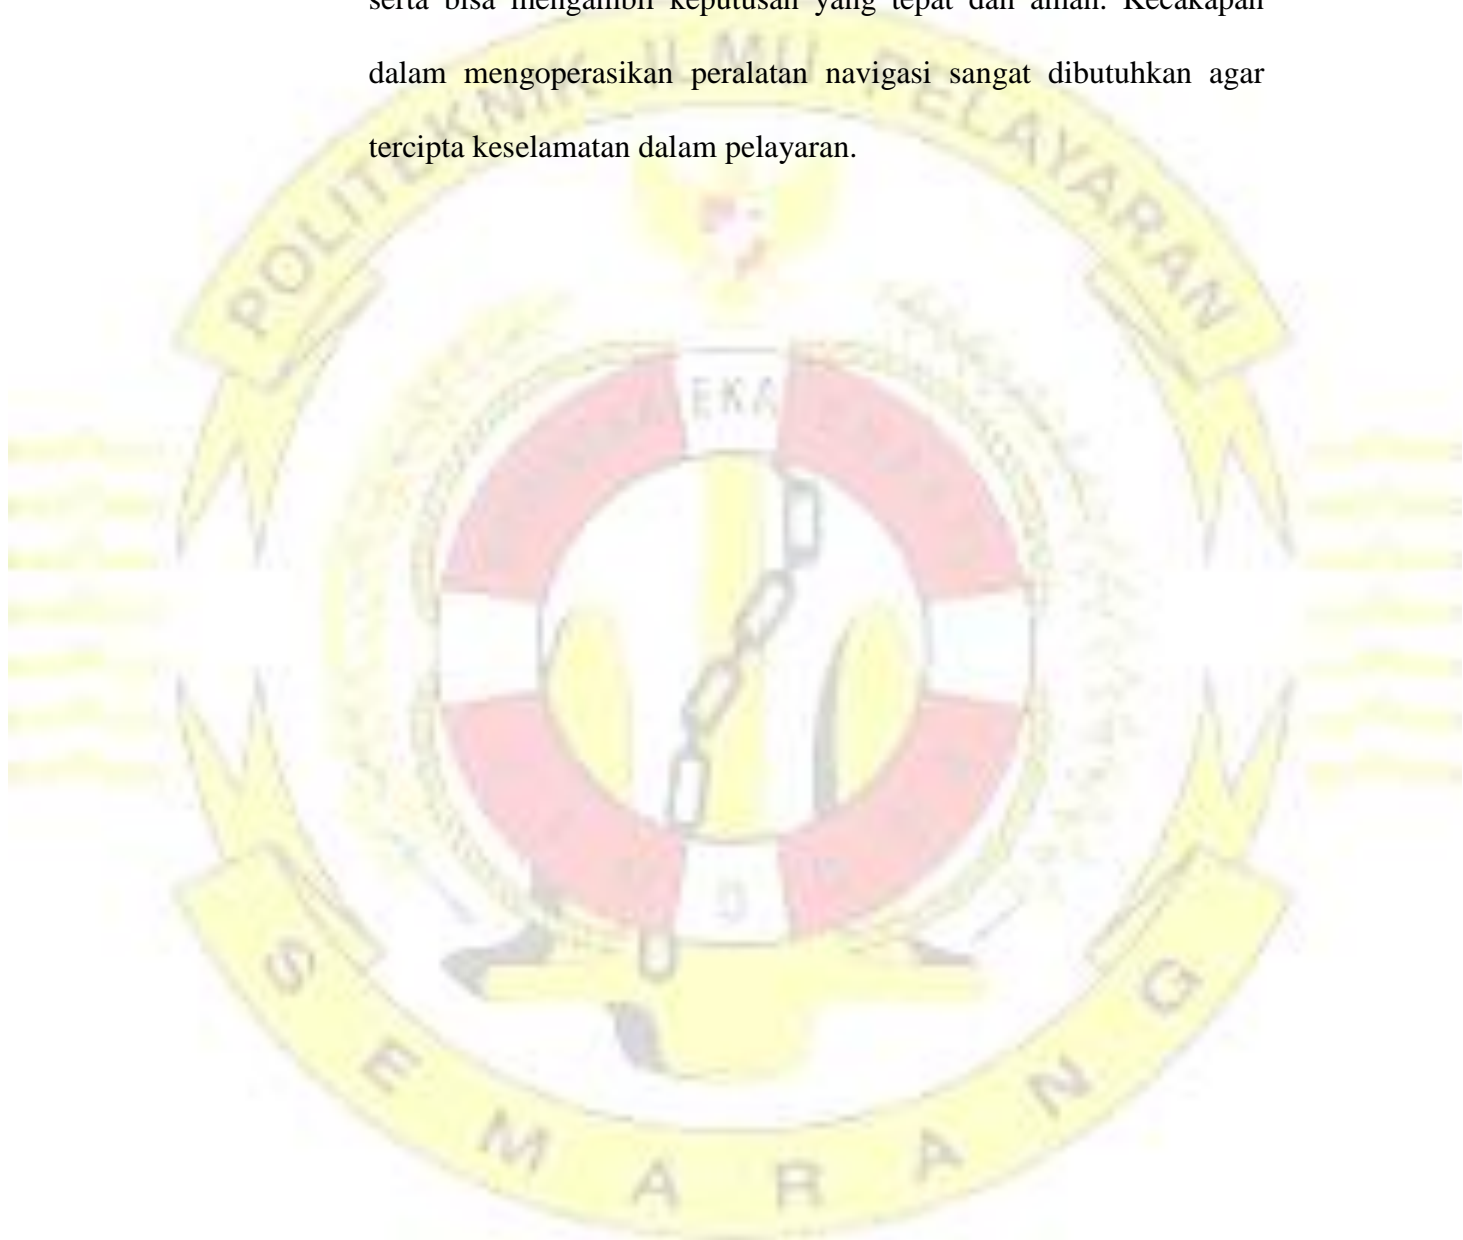 serta bisa mengambil keputusan yang tepat dan aman. Kecakapan
dalam mengoperasikan peralatan navigasi sangat dibutuhkan agar
tercipta keselamatan dalam pelayaran.
POLITEKNIK ILMU PELAYARAN
EKA
SEMARANG